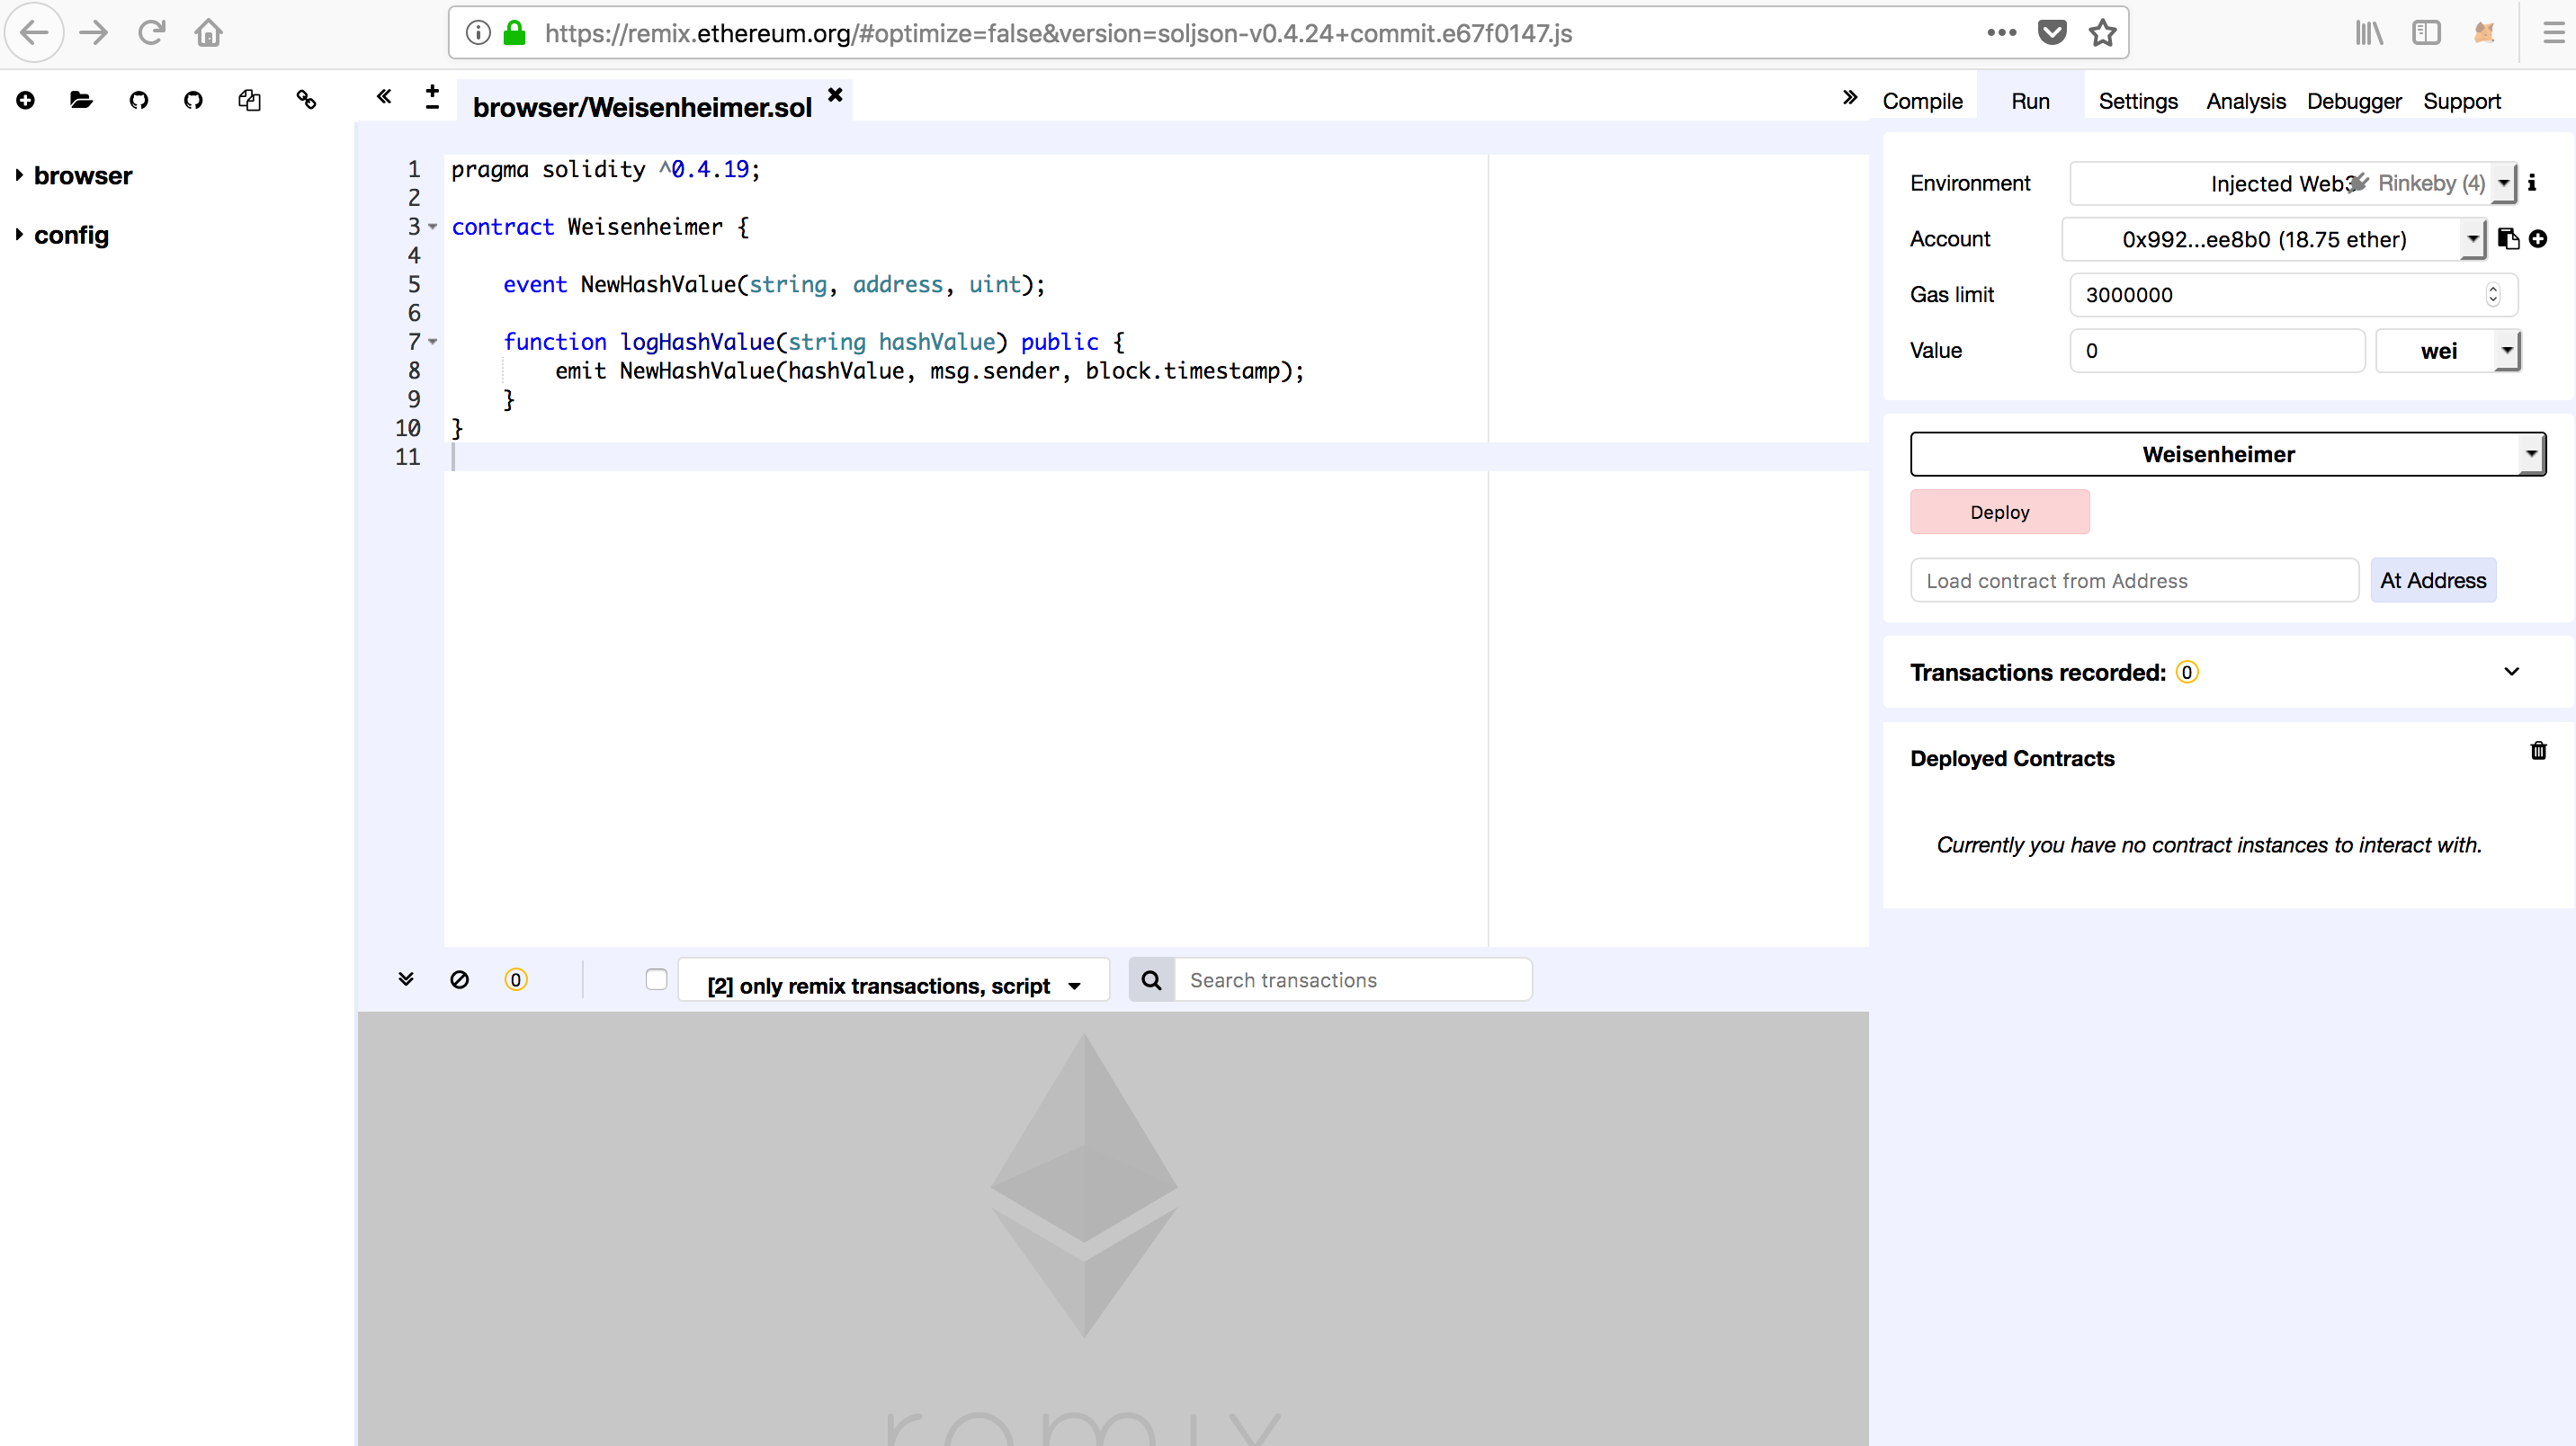 https://remix.ethereum.org/#optimize=false&version=soljson-v0.4.24+commit.e67f0147.js
browser
config
browser/Weisenheimer.sol
1 pragma solidity ^0.4.19;
2
3 contract Weisenheimer {
4
5 event NewHashValue(string, address, uint);
6
7 function logHashValue(string hashValue) public {
8 emit NewHashValue(hashValue, msg.sender, block.timestamp);
9 }
10 }
11
0
[2] only remix transactions, script
Search transactions
remix
Compile Run Settings Analysis Debugger Support
Environment Injected Web3 Rinkeby (4)
Account 0x992...ee8b0 (18.75 ether)
Gas limit 3000000
Value 0 wei
Weisenheimer
Deploy
Load contract from Address At Address
Transactions recorded: 0
Deployed Contracts
Currently you have no contract instances to interact with.